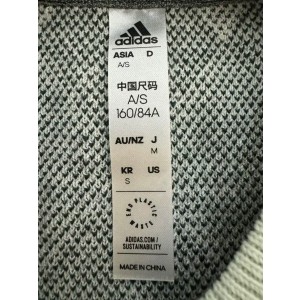 adidas
ASIA D
A/S
中国尺码
A/S
160/84A
AU/NZ J
M
KR US
S
END PLASTIC WASTE
ADIDAS.COM/
SUSTAINABILITY
MADE IN CHINA